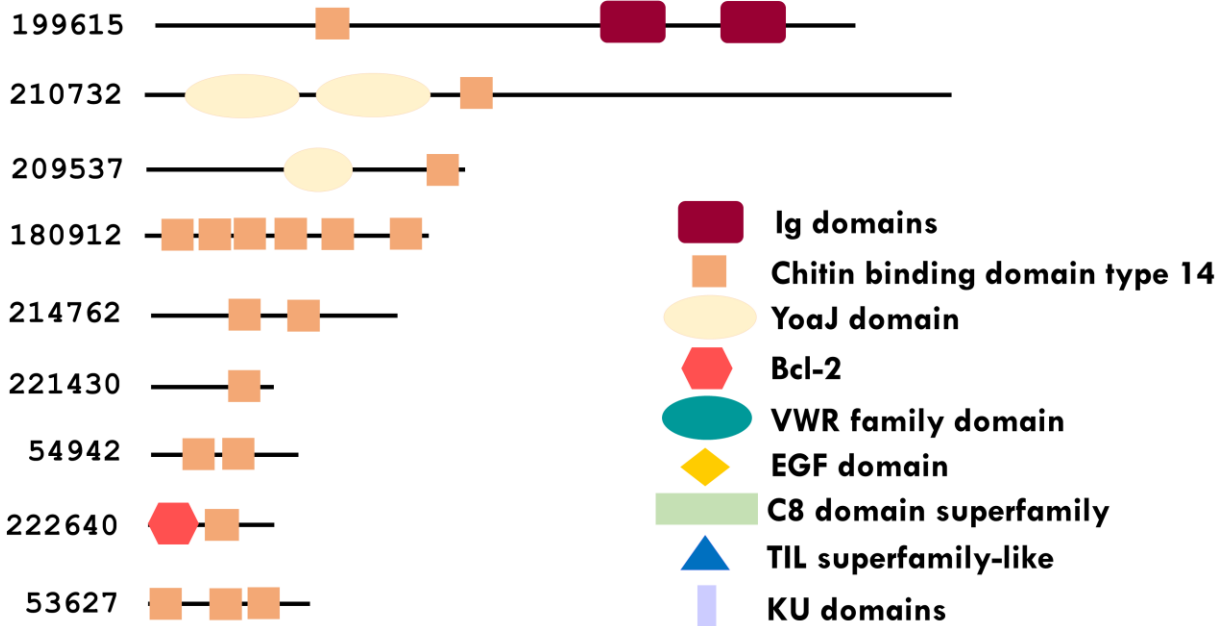 199615
210732
209537
180912
214762
221430
54942
222640
53627
Ig domains
Chitin binding domain type 14
YoaJ domain
Bcl-2
VWR family domain
EGF domain
C8 domain superfamily
TIL superfamily-like
KU domains